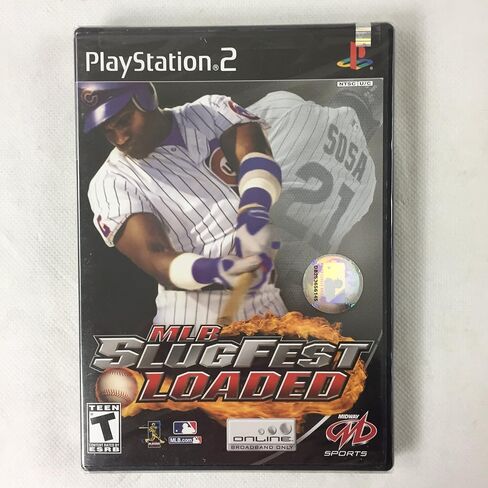 PlayStation®2
NTSC U/C
SOSA
21
MLB
SLUGFEST
LOADED
TEEN
T
CONTENT RATED BY
ESRB
MLB.com
ONLINE
BROADBAND ONLY
MIDWAY
SPORTS